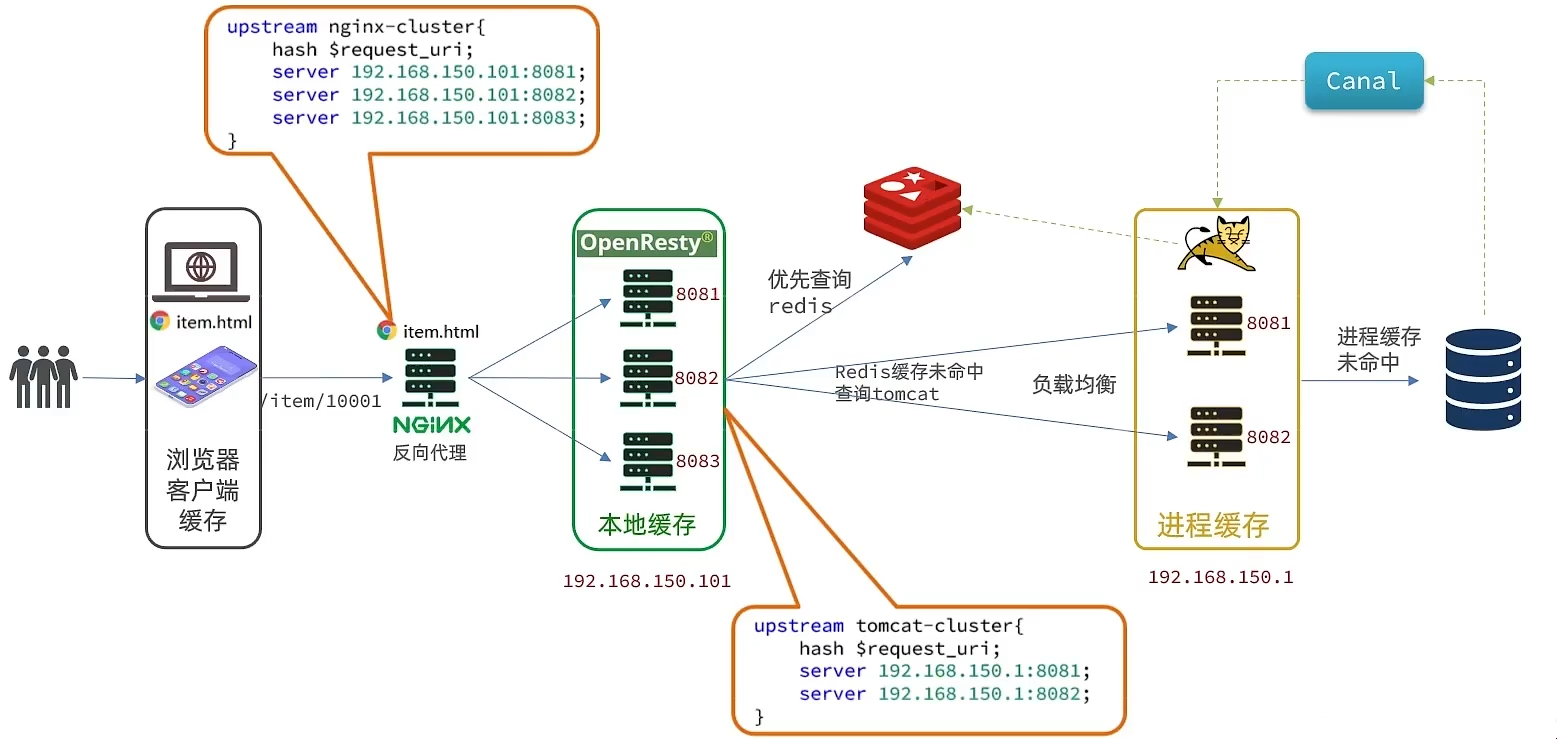 upstream nginx-cluster{
hash $request_uri;
server 192.168.150.101:8081;
server 192.168.150.101:8082;
server 192.168.150.101:8083;
}
Canal
item.html
浏览器
客户端
缓存
/item/10001
item.html
NGINX
反向代理
OpenResty®
8081
8082
8083
本地缓存
192.168.150.101
优先查询
redis
Redis缓存未命中
查询tomcat
负载均衡
8081
8082
进程缓存
192.168.150.1
进程缓存
未命中
upstream tomcat-cluster{
hash $request_uri;
server 192.168.150.1:8081;
server 192.168.150.1:8082;
}